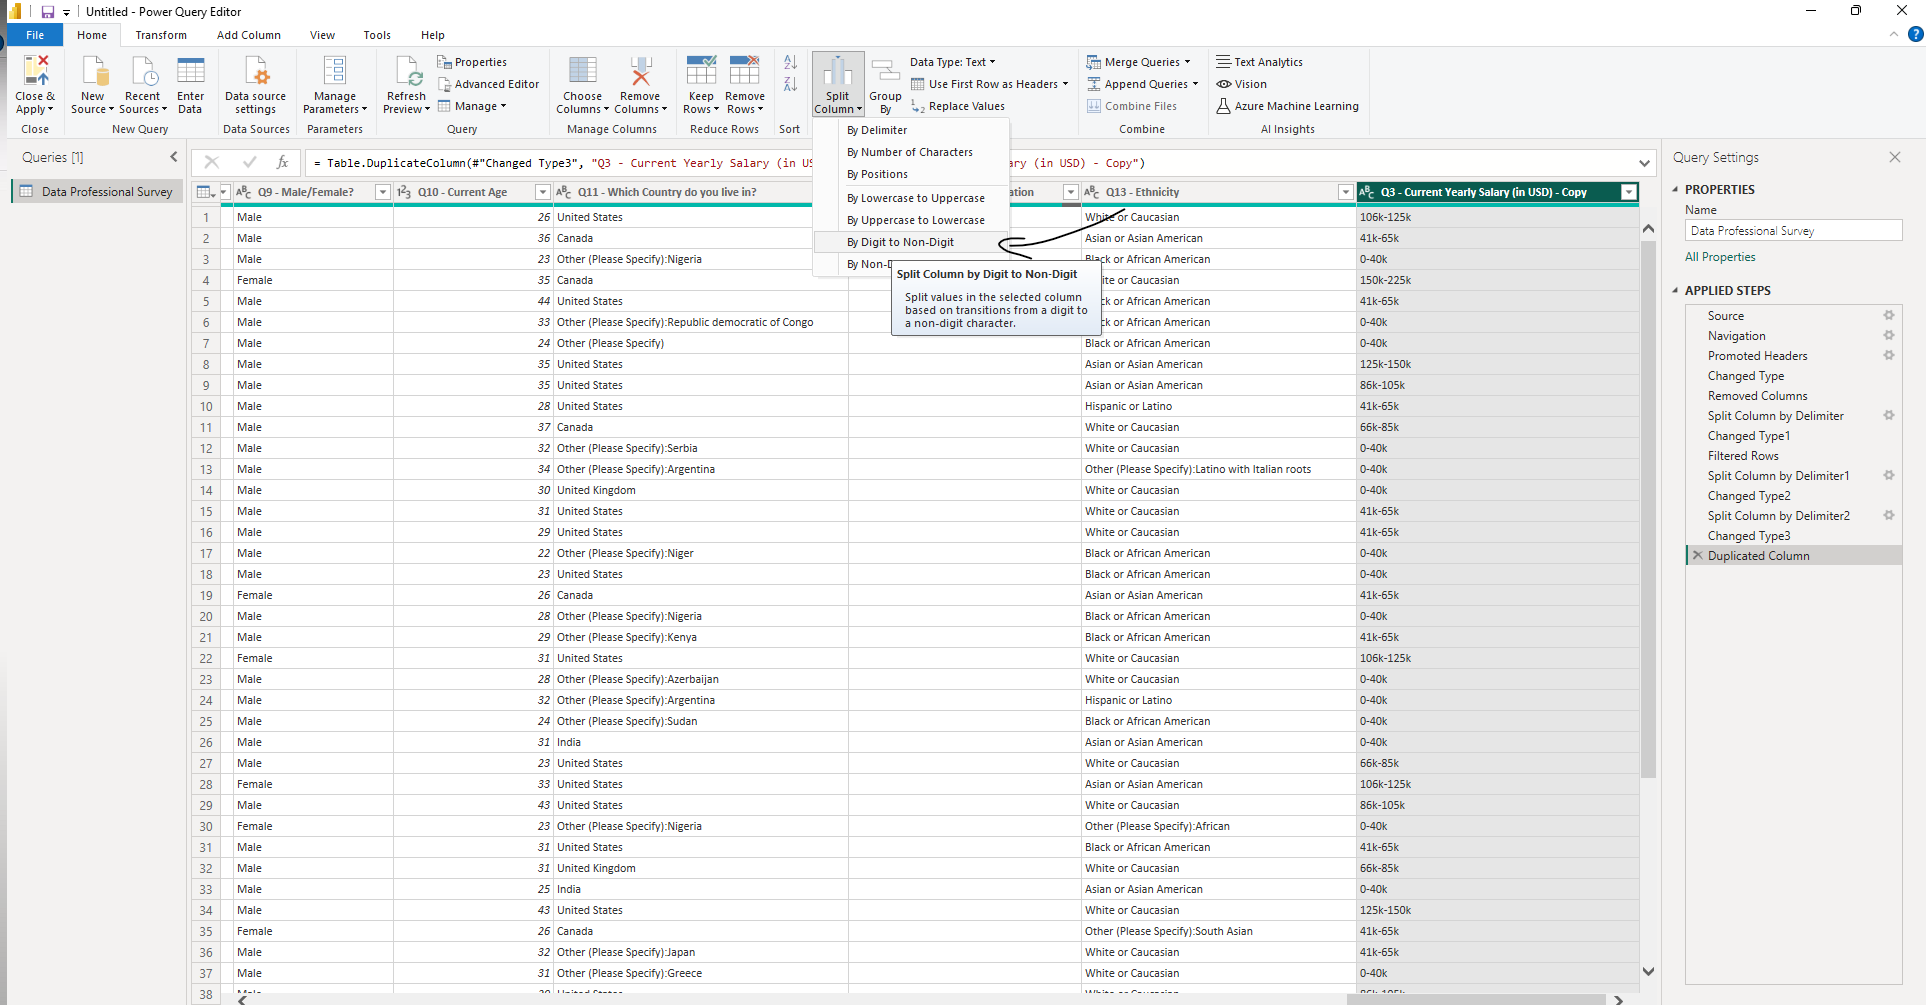 Untitled - Power Query Editor
File Home Transform Add Column View Tools Help
Close & Apply
New Source
Recent Sources
Enter Data
Data source settings
Manage Parameters
Refresh Preview
Properties
Advanced Editor
Manage
Choose Columns
Remove Columns
Keep Rows
Remove Rows
Split Column
Group By
Data Type: Text
Use First Row as Headers
Replace Values
Merge Queries
Append Queries
Combine Files
Text Analytics
Vision
Azure Machine Learning
Close New Query Data Sources Parameters Query Manage Columns Reduce Rows Sort Combine AI Insights
By Delimiter
By Number of Characters
By Positions
By Lowercase to Uppercase
By Uppercase to Lowercase
By Digit to Non-Digit
By Non-D
Split Column by Digit to Non-Digit
Split values in the selected column
based on transitions from a digit to
a non-digit character.
Queries [1]
Data Professional Survey
= Table.DuplicateColumn(#"Changed Type3", "Q3 - Current Yearly Salary (in US ary (in USD) - Copy")
Q9 - Male/Female? Q10 - Current Age Q11 - Which Country do you live in? ation Q13 - Ethnicity Q3 - Current Yearly Salary (in USD) - Copy
1 Male 26 United States White or Caucasian 106k-125k
2 Male 36 Canada Asian or Asian American 41k-65k
3 Male 23 Other (Please Specify):Nigeria Black or African American 0-40k
4 Female 35 Canada ite or Caucasian 150k-225k
5 Male 44 United States ck or African American 41k-65k
6 Male 33 Other (Please Specify):Republic democratic of Congo ck or African American 0-40k
7 Male 24 Other (Please Specify) Black or African American 0-40k
8 Male 35 United States Asian or Asian American 125k-150k
9 Male 35 United States Asian or Asian American 86k-105k
10 Male 28 United States Hispanic or Latino 41k-65k
11 Male 37 Canada White or Caucasian 66k-85k
12 Male 32 Other (Please Specify):Serbia White or Caucasian 0-40k
13 Male 34 Other (Please Specify):Argentina Other (Please Specify):Latino with Italian roots 0-40k
14 Male 30 United Kingdom White or Caucasian 0-40k
15 Male 31 United States White or Caucasian 41k-65k
16 Male 29 United States White or Caucasian 41k-65k
17 Male 22 Other (Please Specify):Niger Black or African American 0-40k
18 Male 23 United States Black or African American 0-40k
19 Female 26 Canada Asian or Asian American 41k-65k
20 Male 28 Other (Please Specify):Nigeria Black or African American 0-40k
21 Male 29 Other (Please Specify):Kenya Black or African American 41k-65k
22 Female 31 United States White or Caucasian 106k-125k
23 Male 28 Other (Please Specify):Azerbaijan White or Caucasian 0-40k
24 Male 32 Other (Please Specify):Argentina Hispanic or Latino 0-40k
25 Male 24 Other (Please Specify):Sudan Black or African American 0-40k
26 Male 31 India Asian or Asian American 0-40k
27 Male 23 United States White or Caucasian 66k-85k
28 Female 33 United States Asian or Asian American 106k-125k
29 Male 43 United States White or Caucasian 86k-105k
30 Female 23 Other (Please Specify):Nigeria Other (Please Specify):African 0-40k
31 Male 31 United States Black or African American 41k-65k
32 Male 31 United Kingdom White or Caucasian 66k-85k
33 Male 25 India Asian or Asian American 0-40k
34 Male 43 United States White or Caucasian 125k-150k
35 Female 26 Canada Other (Please Specify):South Asian 41k-65k
36 Male 32 Other (Please Specify):Japan White or Caucasian 41k-65k
37 Male 31 Other (Please Specify):Greece White or Caucasian 0-40k
38
Query Settings
PROPERTIES
Name
Data Professional Survey
All Properties
APPLIED STEPS
Source
Navigation
Promoted Headers
Changed Type
Removed Columns
Split Column by Delimiter
Changed Type1
Filtered Rows
Split Column by Delimiter1
Changed Type2
Split Column by Delimiter2
Changed Type3
Duplicated Column